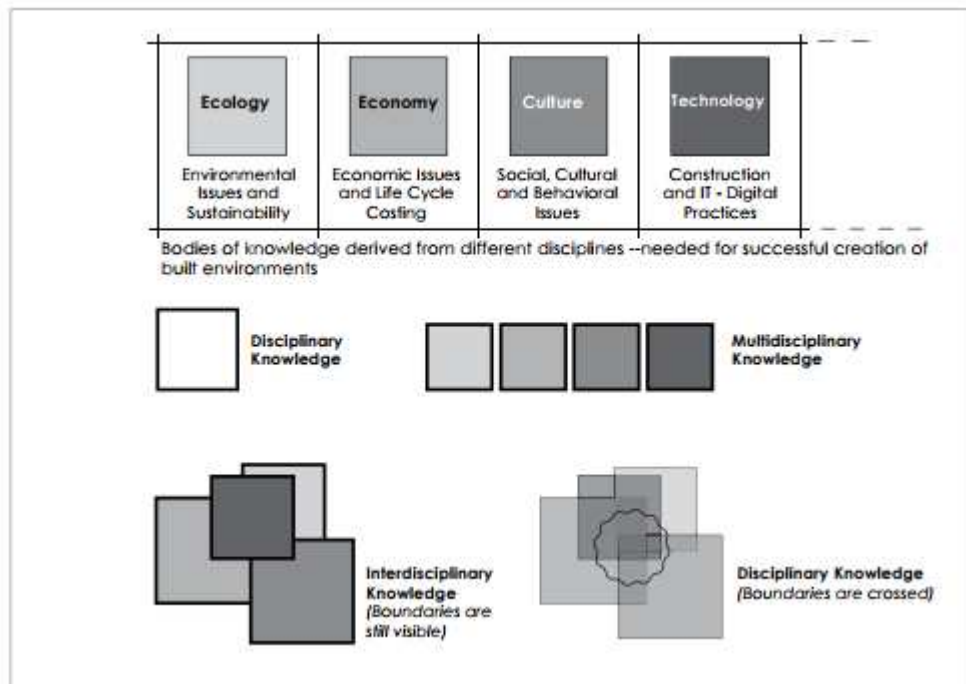 Ecology
Economy
Culture
Technology
Environmental
Issues and
Sustainability
Economic Issues
and Life Cycle
Costing
Social, Cultural
and Behavioral
Issues
Construction
and IT - Digital
Practices
Bodies of knowledge derived from different disciplines --needed for successful creation of
built environments
Disciplinary
Knowledge
Multidisciplinary
Knowledge
Interdisciplinary
Knowledge
(Boundaries are
still visible)
Disciplinary Knowledge
(Boundaries are crossed)